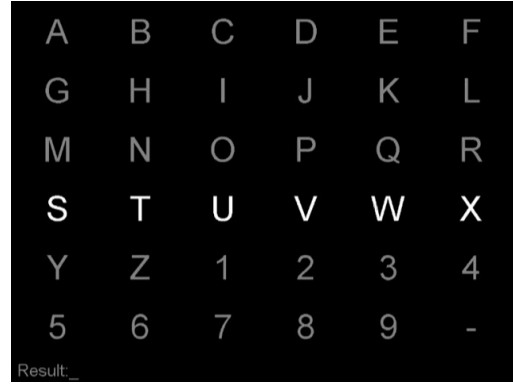 A B C D E F
G H I J K L
M N O P Q R
S T U V W X
Y Z 1 2 3 4
5 6 7 8 9 -
Result:_